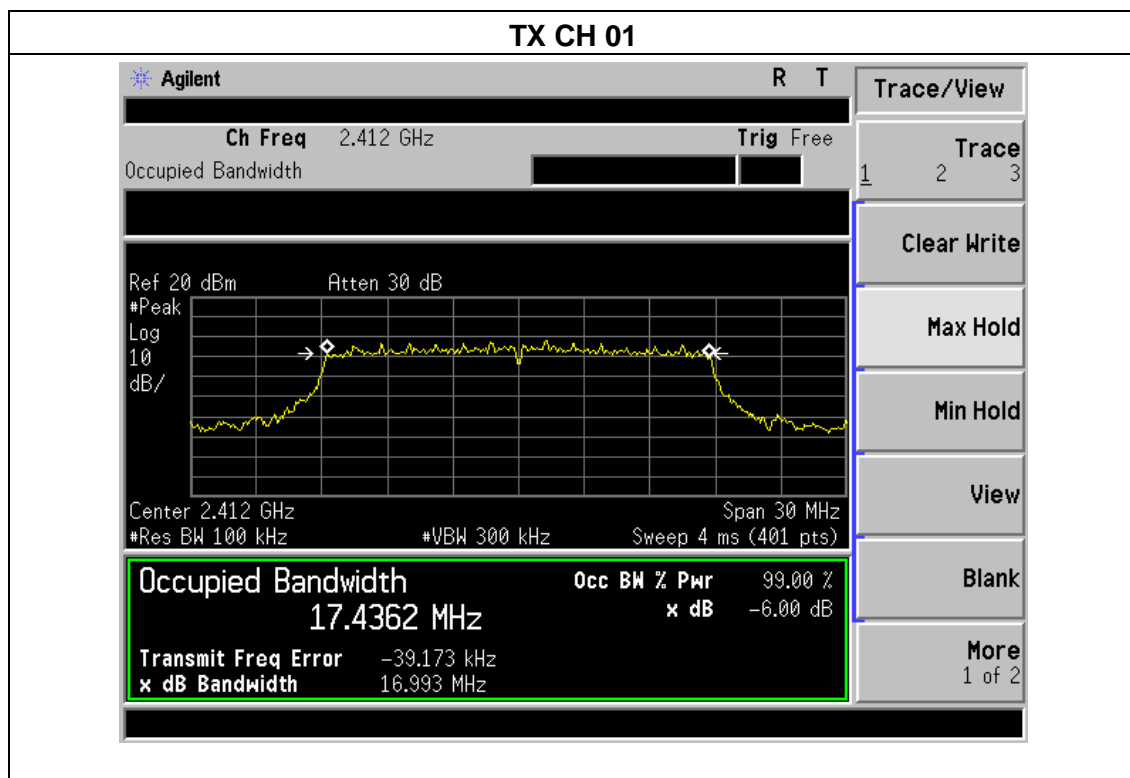 TX CH 01
Agilent R T
Ch Freq 2.412 GHz Trig Free
Occupied Bandwidth
Ref 20 dBm Atten 30 dB
#Peak
Log
10
dB/
Center 2.412 GHz Span 30 MHz
#Res BW 100 kHz #VBW 300 kHz Sweep 4 ms (401 pts)
Occupied Bandwidth Occ BW % Pwr 99.00 %
17.4362 MHz x dB -6.00 dB
Transmit Freq Error -39.173 kHz
x dB Bandwidth 16.993 MHz
Trace/View
Trace
1 2 3
Clear Write
Max Hold
Min Hold
View
Blank
More
1 of 2